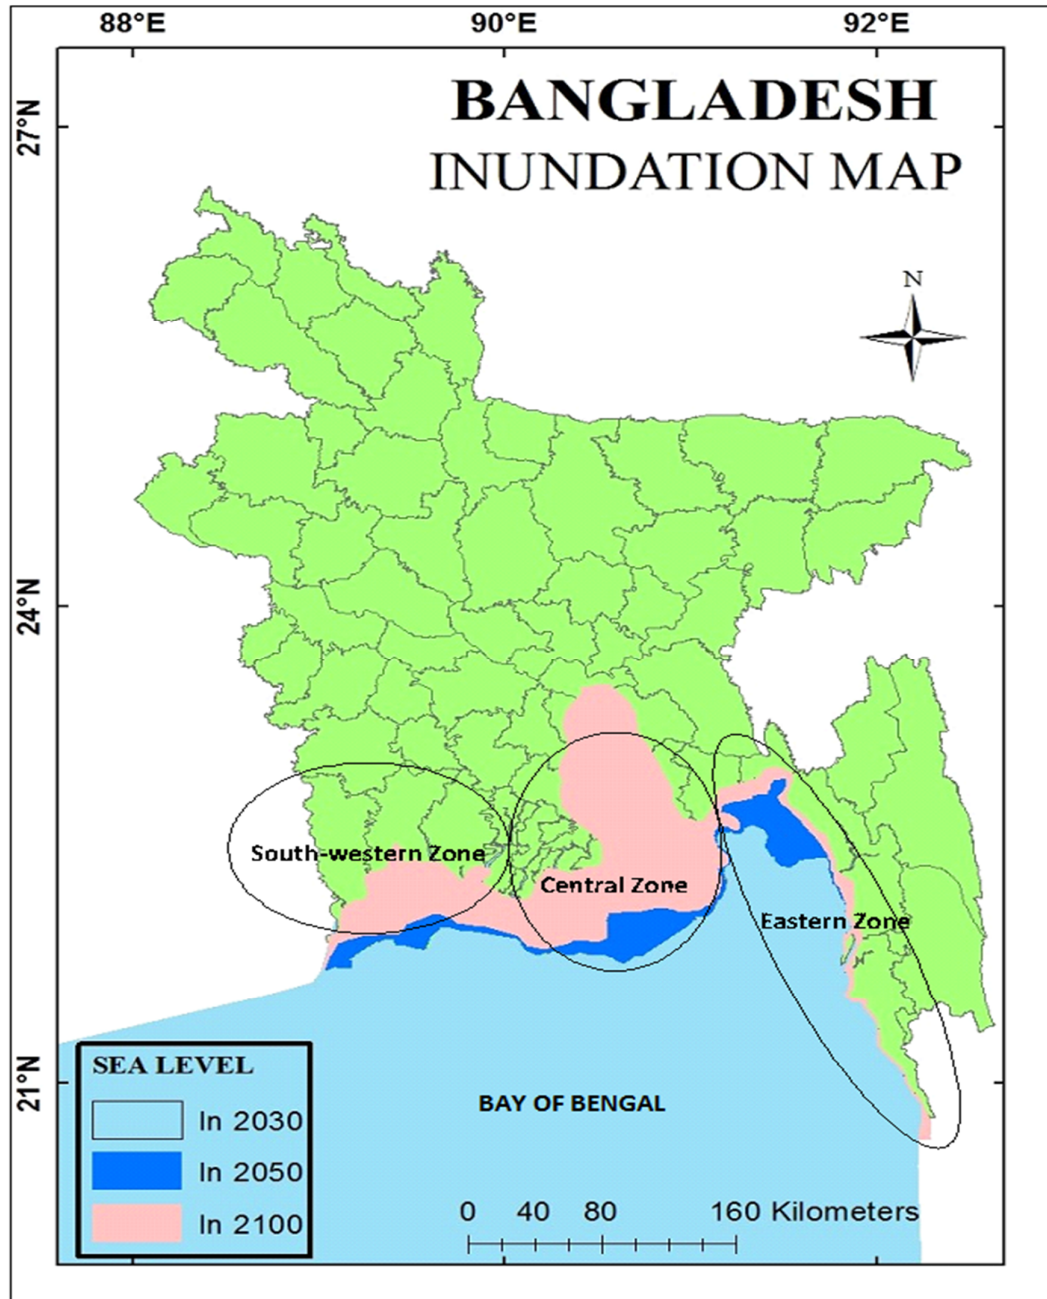 88°E 90°E 92°E
BANGLADESH
INUNDATION MAP
27°N
N
24°N
South-western Zone
Central Zone
Eastern Zone
21°N
SEA LEVEL
In 2030
In 2050
In 2100
BAY OF BENGAL
0 40 80 160 Kilometers